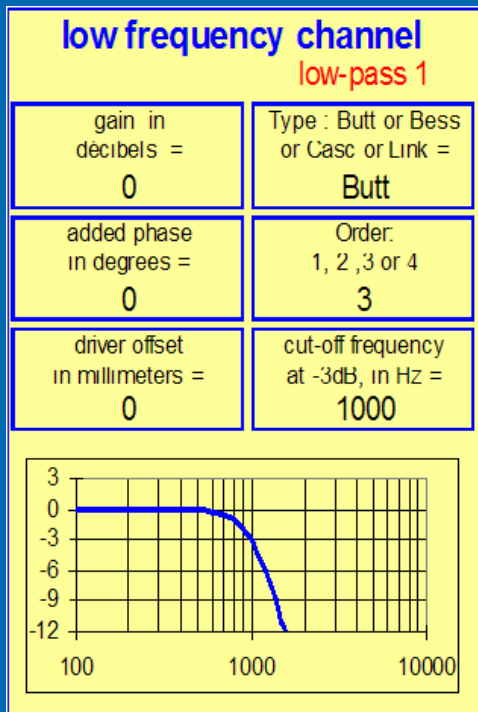 low frequency channel
low-pass 1
gain in
decibels =
0
Type : Butt or Bess
or Casc or Link =
Butt
added phase
in degrees =
0
Order:
1, 2 ,3 or 4
3
driver offset
in millimeters =
0
cut-off frequency
at -3dB, in Hz =
1000
3
0
-3
-6
-9
-12
100 1000 10000